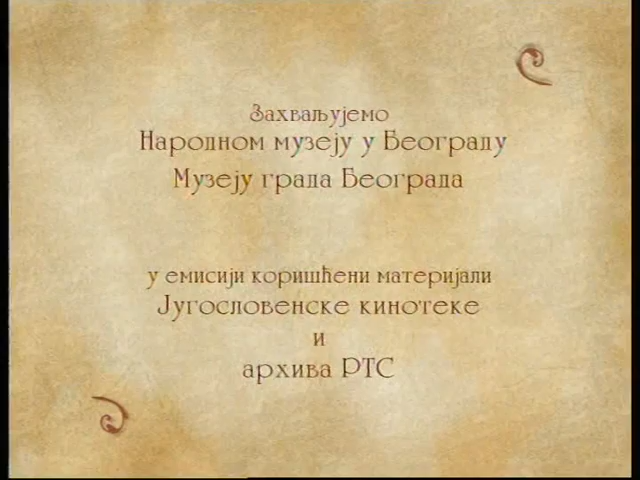 Захваљујемо
Народном музеју у Београду
Музеју града Београда
у емисији коришћени материјали
Југословенске кинотеке
и
архива РТС